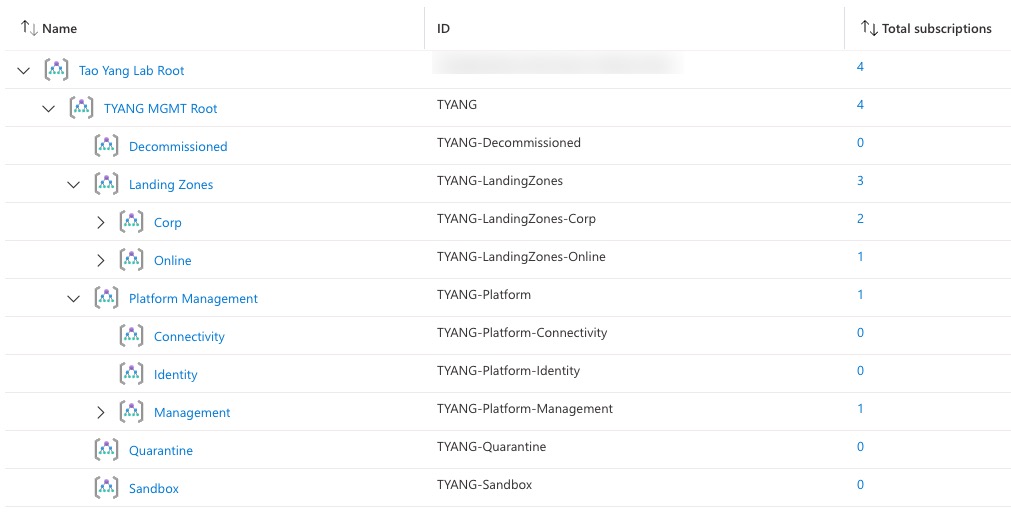 Name ID Total subscriptions
Tao Yang Lab Root 4
TYANG MGMT Root TYANG 4
Decommissioned TYANG-Decommissioned 0
Landing Zones TYANG-LandingZones 3
Corp TYANG-LandingZones-Corp 2
Online TYANG-LandingZones-Online 1
Platform Management TYANG-Platform 1
Connectivity TYANG-Platform-Connectivity 0
Identity TYANG-Platform-Identity 0
Management TYANG-Platform-Management 1
Quarantine TYANG-Quarantine 0
Sandbox TYANG-Sandbox 0